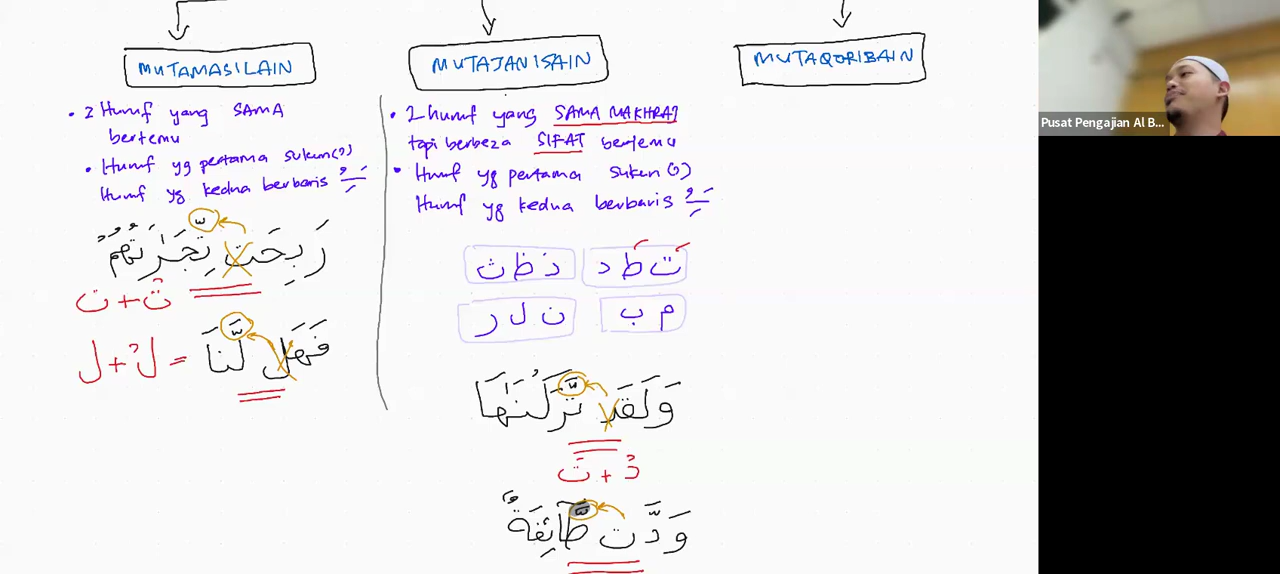 MUTAMASILAIN
• 2 Huruf yang SAMA
bertemu
• Huruf yg pertama sukun(ْ)
Huruf yg kedua berbaris ـَـِـُ
رَبِحَت تِّجَٰرَتُهُمْ
تْ + ت
فَهَل لَّنَا = لْ + ل
MUTAJANISAIN
• 2 huruf yang SAMA MAKHRAJ
tapi berbeza SIFAT bertemu
• Huruf yg pertama sukun(ْ)
Huruf yg kedua berbaris ـَـِـُ
ت ط د
ذ ظ ث
م ب
ن ل ر
وَلَقَد تَّرَكْنَٰهَا
دْ + تَ
وَدَّت طَّائِفَةٌ
MUTAQORIBAIN
Pusat Pengajian Al B...